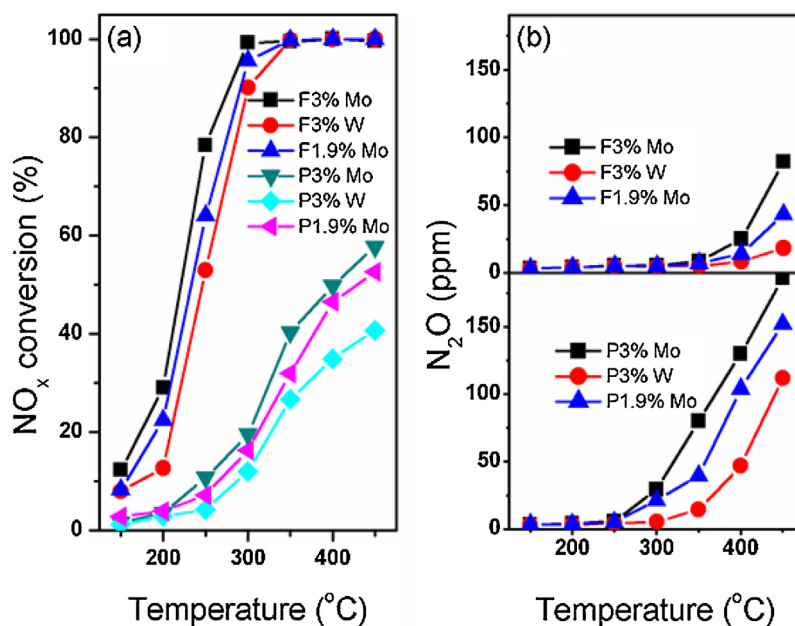 (a)
100
80
60
40
20
0
NOx conversion (%)
F3% Mo
F3% W
F1.9% Mo
P3% Mo
P3% W
P1.9% Mo
200
300
400
Temperature (°C)
(b)
150
100
50
0
150
100
50
0
N2O (ppm)
F3% Mo
F3% W
F1.9% Mo
P3% Mo
P3% W
P1.9% Mo
200
300
400
Temperature (°C)